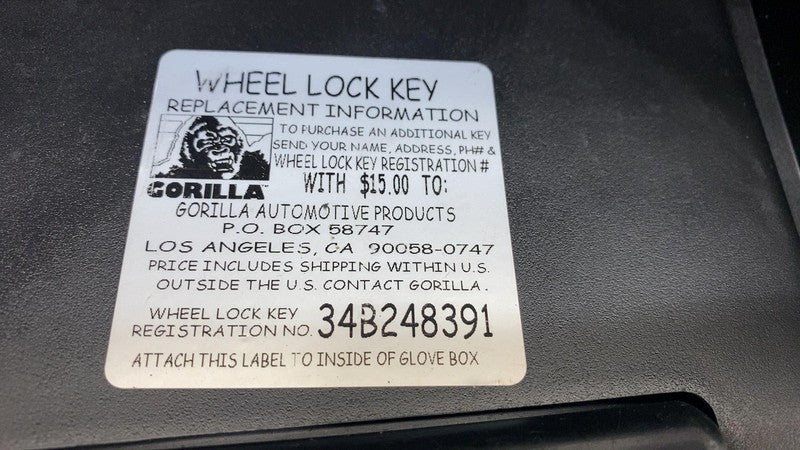 WHEEL LOCK KEY
REPLACEMENT INFORMATION
TO PURCHASE AN ADDITIONAL KEY
SEND YOUR NAME, ADDRESS, PH# &
WHEEL LOCK KEY REGISTRATION #
WITH $15.00 TO:
GORILLA
GORILLA AUTOMOTIVE PRODUCTS
P.O. BOX 58747
LOS ANGELES, CA 90058-0747
PRICE INCLUDES SHIPPING WITHIN U.S.
OUTSIDE THE U.S. CONTACT GORILLA.
WHEEL LOCK KEY
REGISTRATION NO. 34B248391
ATTACH THIS LABEL TO INSIDE OF GLOVE BOX